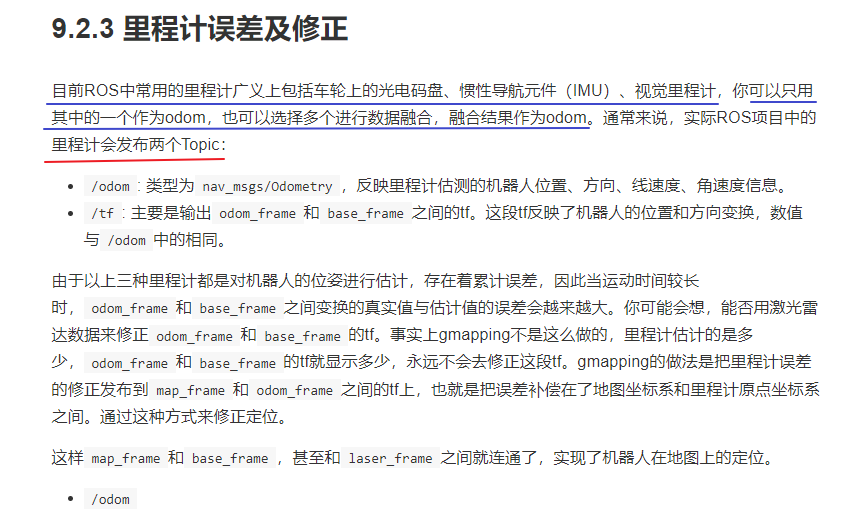 9.2.3 里程计误差及修正
目前ROS中常用的里程计广义上包括车轮上的光电码盘、惯性导航元件（IMU）、视觉里程计，你可以只用
其中的一个作为odom，也可以选择多个进行数据融合，融合结果作为odom。通常来说，实际ROS项目中的
里程计会发布两个Topic：
• /odom：类型为 nav_msgs/Odometry ，反映里程计估测的机器人位置、方向、线速度、角速度信息。
• /tf：主要是输出 odom_frame 和 base_frame 之间的tf。这段tf反映了机器人的位置和方向变换，数值
与 /odom 中的相同。
由于以上三种里程计都是对机器人的位姿进行估计，存在着累计误差，因此当运动时间较长
时， odom_frame 和 base_frame 之间变换的真实值与估计值的误差会越来越大。你可能会想，能否用激光雷
达数据来修正 odom_frame 和 base_frame 的tf。事实上gmapping不是这么做的，里程计估计的是多
少， odom_frame 和 base_frame 的tf就显示多少，永远不会去修正这段tf。gmapping的做法是把里程计误差
的修正发布到 map_frame 和 odom_frame 之间的tf上，也就是把误差补偿在了地图坐标系和里程计原点坐标系
之间。通过这种方式来修正定位。
这样 map_frame 和 base_frame ，甚至和 laser_frame 之间就连通了，实现了机器人在地图上的定位。
• /odom